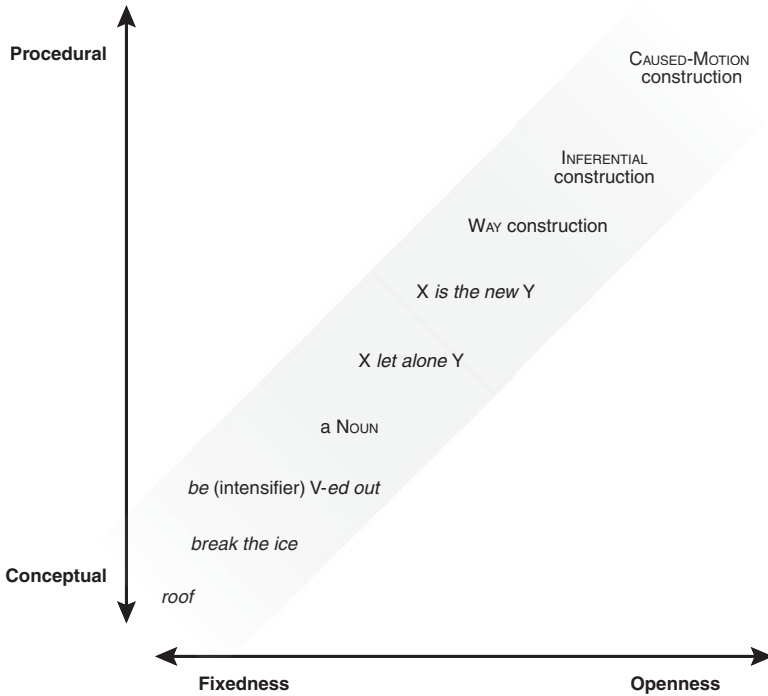 Procedural
CAUSED-MOTION
construction
INFERENTIAL
construction
WAY construction
X is the new Y
X let alone Y
a NOUN
be (intensifier) V-ed out
break the ice
Conceptual
roof
Fixedness
Openness